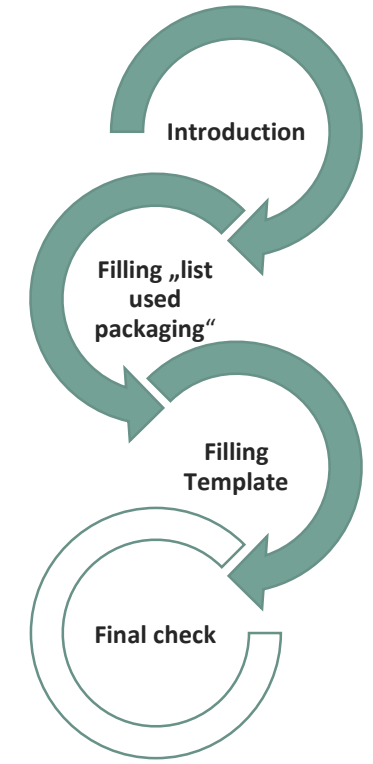 Introduction
Filling „list
used
packaging“
Filling
Template
Final check